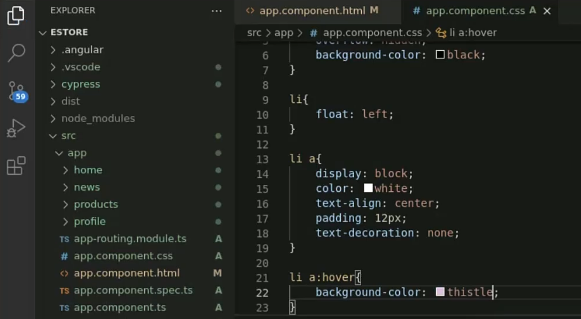 EXPLORER
ESTORE
.angular
.vscode
cypress
dist
node_modules
src
app
home
news
products
profile
TS app-routing.module.ts A
# app.component.css A
<> app.component.html M
TS app.component.spec.ts A
TS app.component.ts A
59
<> app.component.html M
# app.component.css A
src > app > # app.component.css > li a:hover
5 overflow: hidden;
6 background-color: black;
7 }
8
9 li{
10 float: left;
11 }
12
13 li a{
14 display: block;
15 color: white;
16 text-align: center;
17 padding: 12px;
18 text-decoration: none;
19 }
20
21 li a:hover{
22 background-color: thistle;
23 }